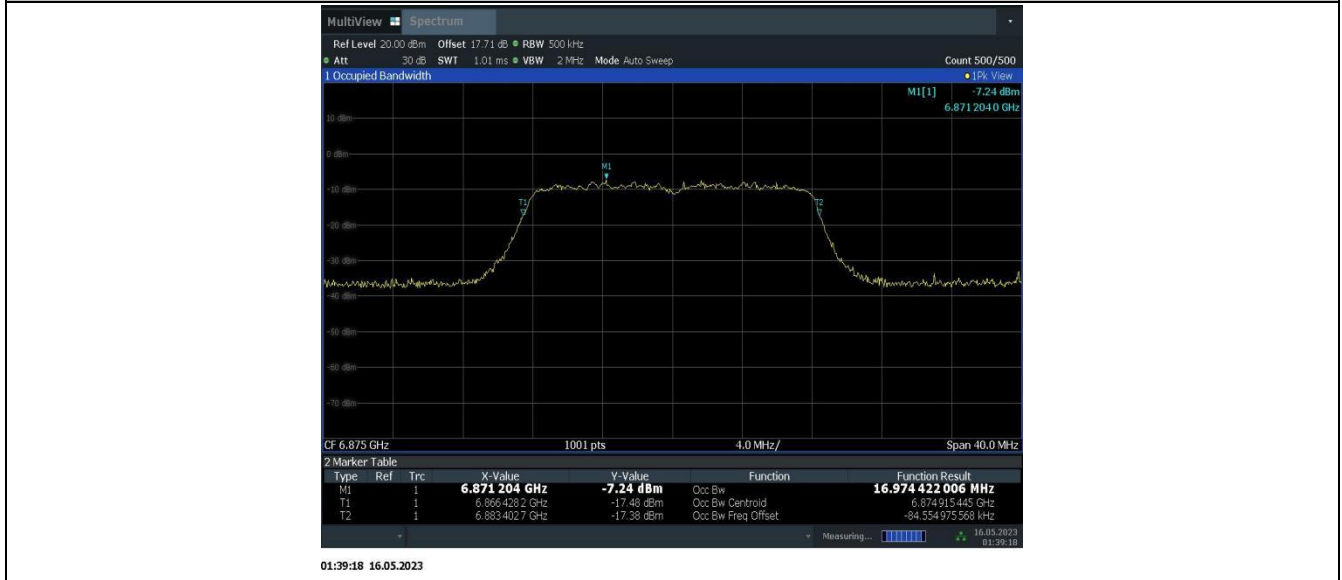 MultiView Spectrum
Ref Level 20.00 dBm Offset 17.71 dB RBW 500 kHz
Att 30 dB SWT 1.01 ms VBW 2 MHz Mode Auto Sweep Count 500/500
1 Occupied Bandwidth 1Pk View
M1[1] -7.24 dBm
6.871 204 0 GHz
10 dBm
0 dBm
M1
-10 dBm
T1 T2
-20 dBm
-30 dBm
-40 dBm
-50 dBm
-60 dBm
-70 dBm
CF 6.875 GHz 1001 pts 4.0 MHz/ Span 40.0 MHz
2 Marker Table
Type Ref Trc X-Value Y-Value Function Function Result
M1 1 6.871 204 GHz -7.24 dBm Occ Bw 16.974 422 006 MHz
T1 1 6.866 428 2 GHz -17.48 dBm Occ Bw Centroid 6.874 915 445 GHz
T2 1 6.883 402 7 GHz -17.38 dBm Occ Bw Freq Offset -84.554 975 568 kHz
Measuring... 16.05.2023
01:39:18
01:39:18 16.05.2023